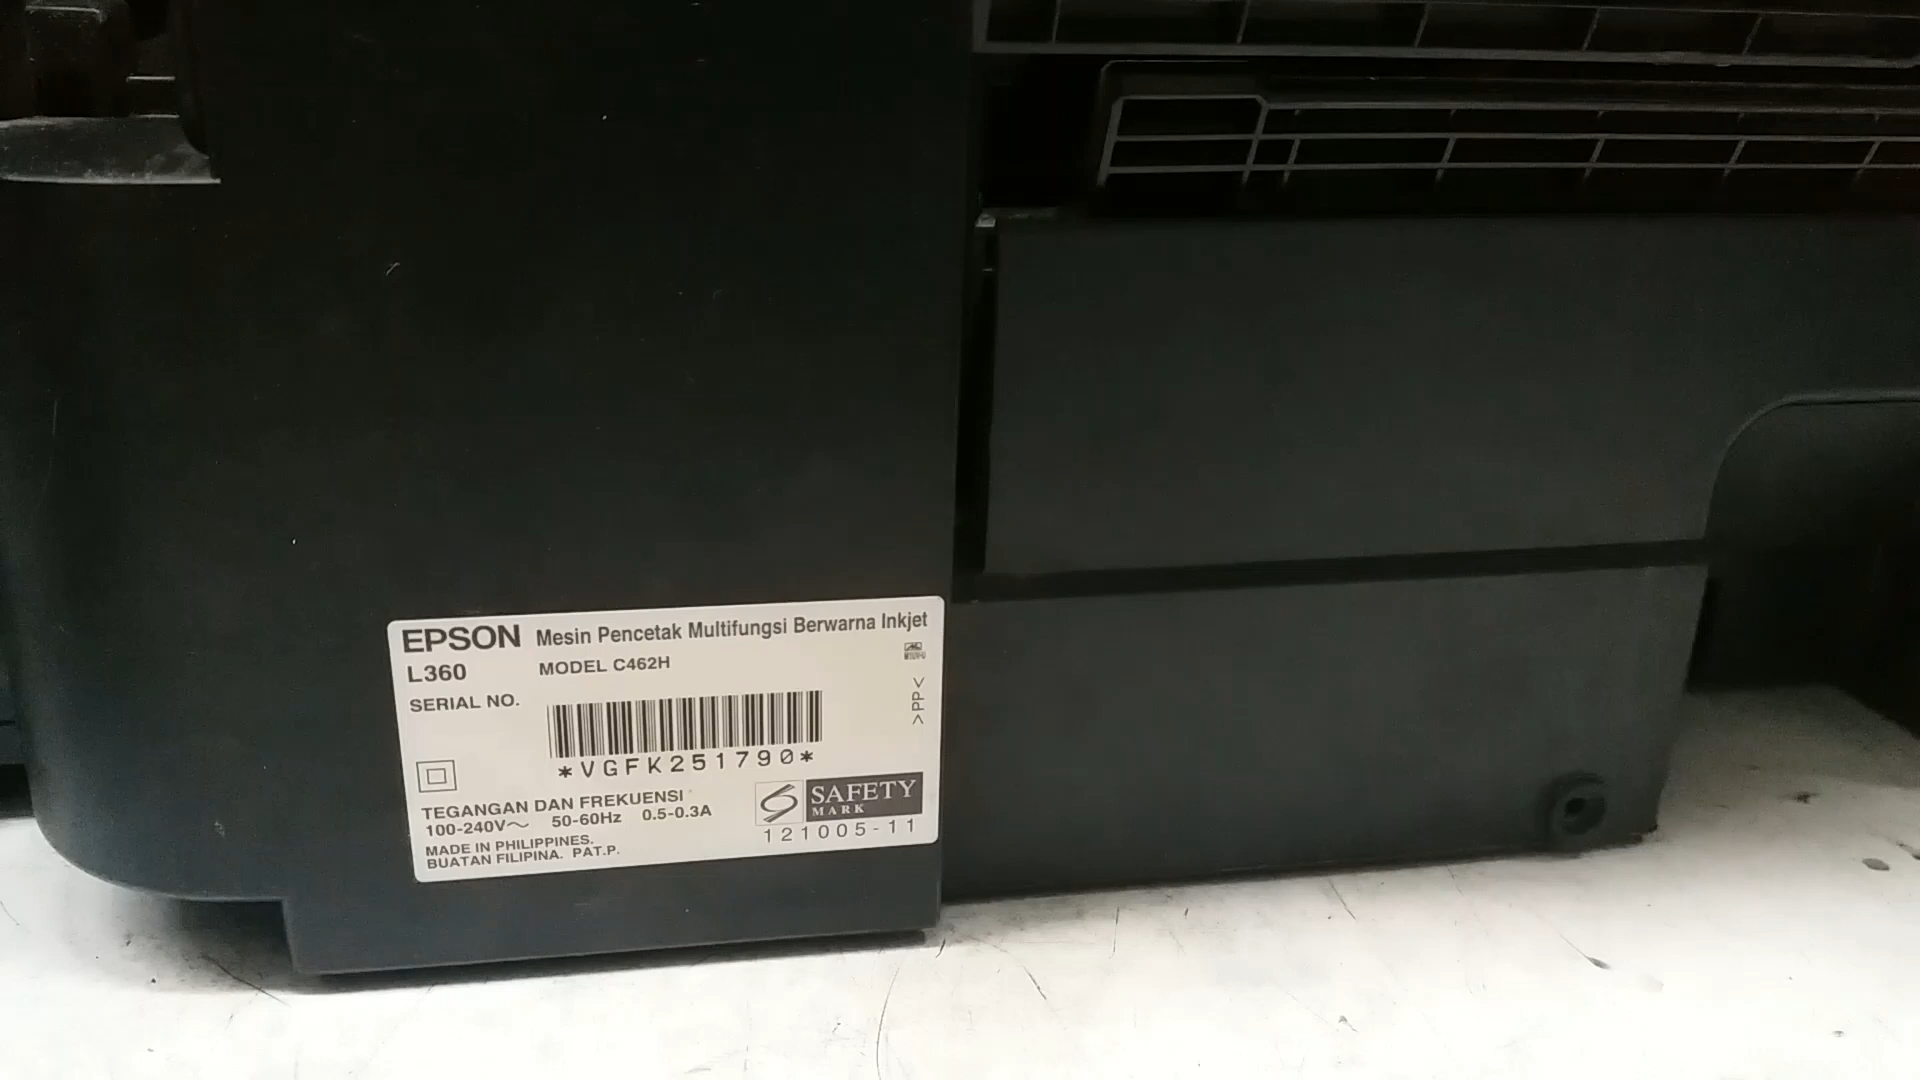 EPSON Mesin Pencetak Multifungsi Berwarna Inkjet
L360 MODEL C462H
SERIAL NO.
>PP<
*VGFK251790*
TEGANGAN DAN FREKUENSI
100-240V～ 50-60Hz 0.5-0.3A
SAFETY
MARK
121005-11
MADE IN PHILIPPINES.
BUATAN FILIPINA. PAT.P.